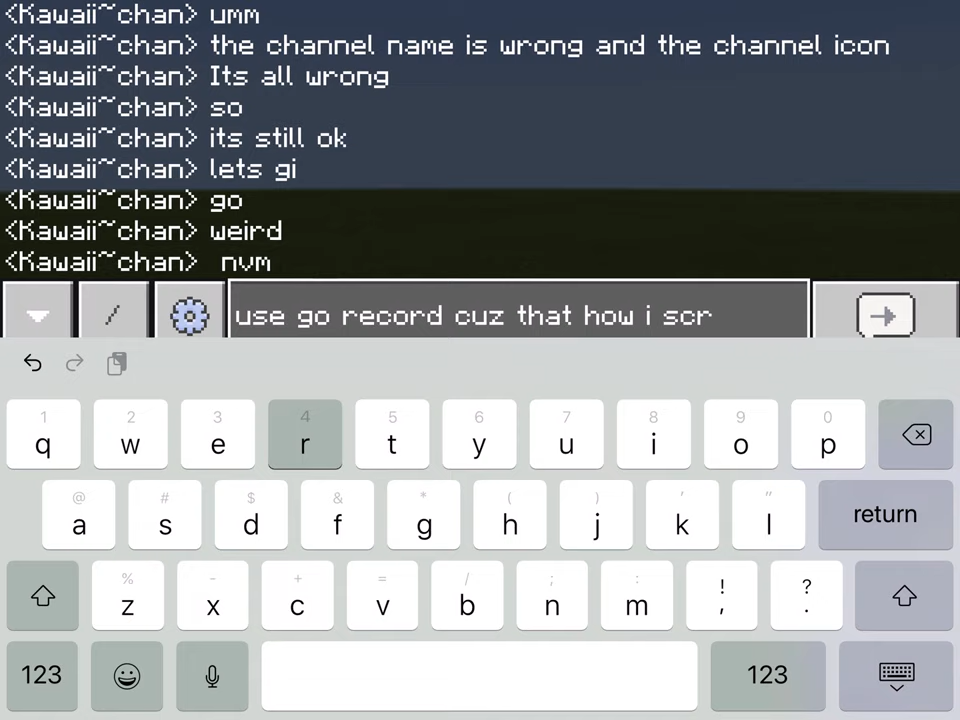 <Kawaii~chan> umm
<Kawaii~chan> the channel name is wrong and the channel icon
<Kawaii~chan> Its all wrong
<Kawaii~chan> so
<Kawaii~chan> its still ok
<Kawaii~chan> lets gi
<Kawaii~chan> go
<Kawaii~chan> weird
<Kawaii~chan>  nvm
/ use go record cuz that how i scr
1 2 3 4 5 6 7 8 9 0
q w e r t y u i o p
@ # $ & * ( ) ' "
a s d f g h j k l return
% - + = / ; : ! ?
z x c v b n m , .
123 123